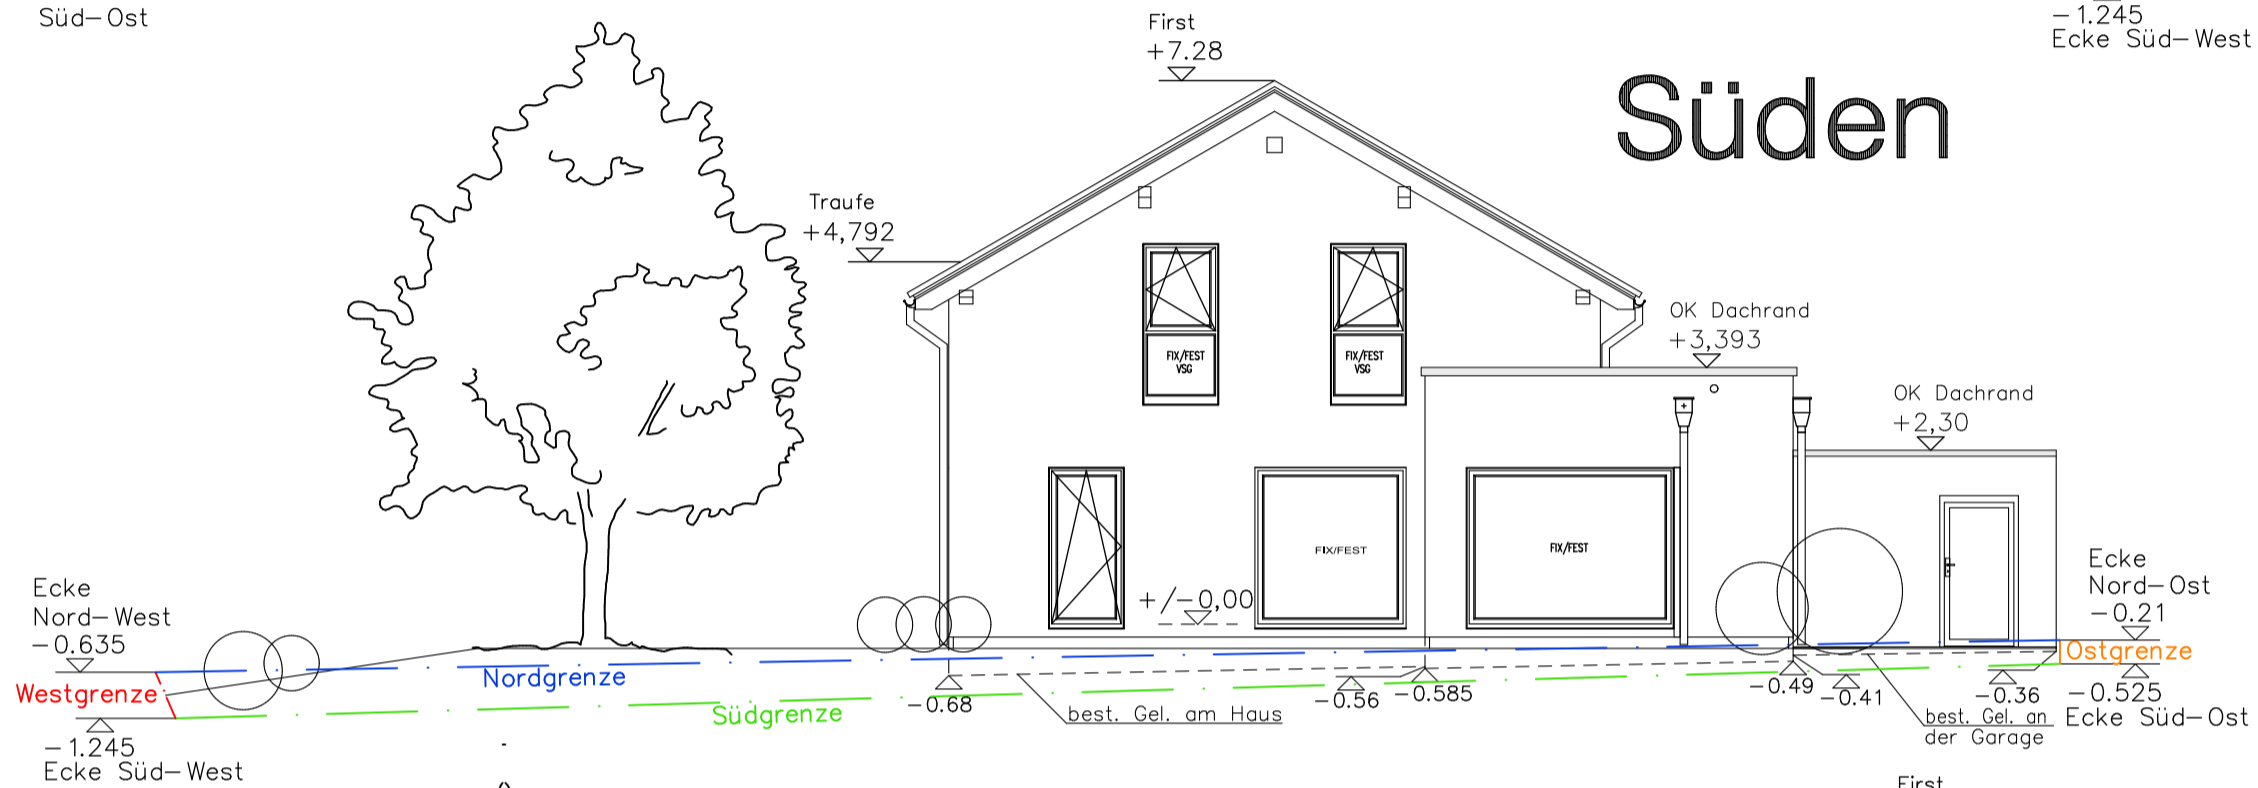 Süd-Ost
-1.245
Ecke Süd-West
First
+7.28
Süden
Traufe
+4,792
OK Dachrand
+3,393
FIX/FEST
VSG
FIX/FEST
VSG
OK Dachrand
+2,30
FIX/FEST
FIX/FEST
+/-0,00
Ecke
Nord-West
-0.635
Ecke
Nord-Ost
-0.21
Westgrenze
Nordgrenze
Ostgrenze
Südgrenze
-0.68
best. Gel. am Haus
-0.56
-0.585
-0.49
-0.41
-0.36
-0.525
Ecke Süd-Ost
best. Gel. an
der Garage
-1.245
Ecke Süd-West
First